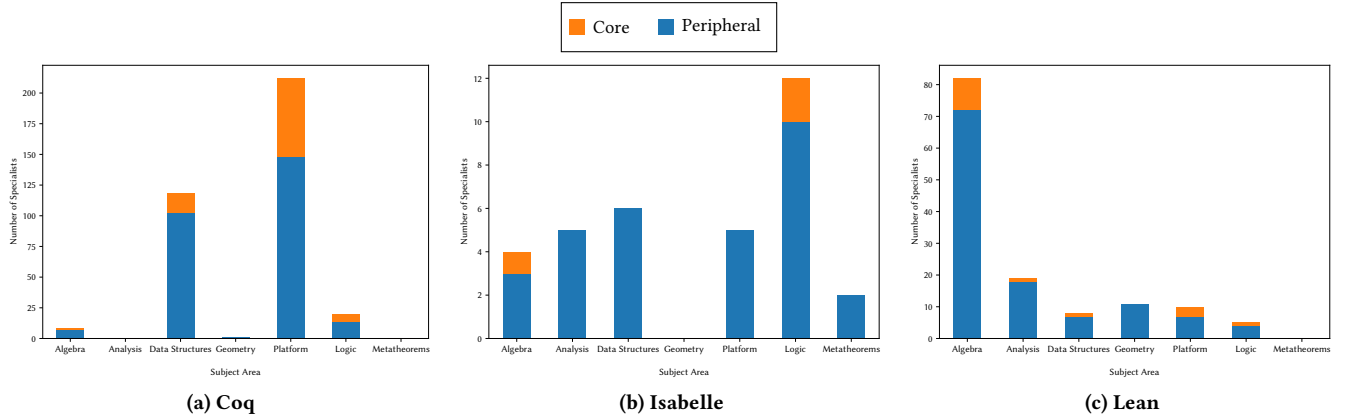 Core Peripheral
Number of Specialists
200
175
150
125
100
75
50
25
0
Algebra Analysis Data Structures Geometry Platform Logic Metatheorems
Subject Area
(a) Coq
Number of Specialists
12
10
8
6
4
2
0
Algebra Analysis Data Structures Geometry Platform Logic Metatheorems
Subject Area
(b) Isabelle
Number of Specialists
80
70
60
50
40
30
20
10
0
Algebra Analysis Data Structures Geometry Platform Logic Metatheorems
Subject Area
(c) Lean